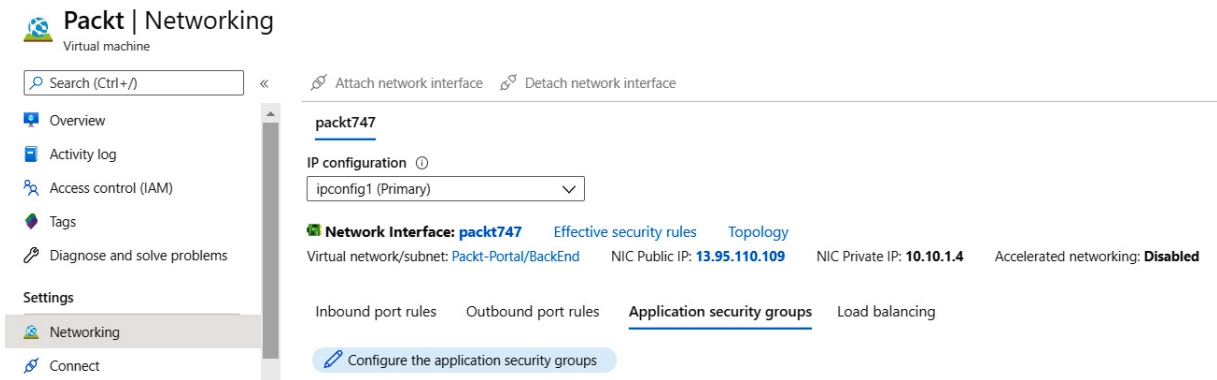 Packt | Networking
Virtual machine
Search (Ctrl+/)
«
Overview
Activity log
Access control (IAM)
Tags
Diagnose and solve problems
Settings
Networking
Connect
Attach network interface Detach network interface
packt747
IP configuration
ipconfig1 (Primary)
Network Interface: packt747 Effective security rules Topology
Virtual network/subnet: Packt-Portal/BackEnd NIC Public IP: 13.95.110.109 NIC Private IP: 10.10.1.4 Accelerated networking: Disabled
Inbound port rules Outbound port rules Application security groups Load balancing
Configure the application security groups